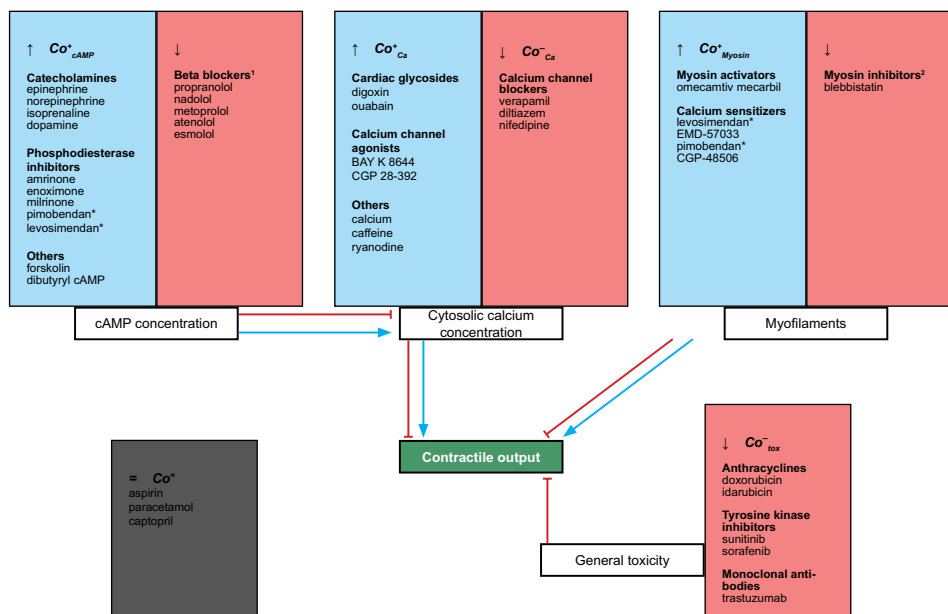 ↑ Co⁺cAMP
Catecholamines
epinephrine
norepinephrine
isoprenaline
dopamine
Phosphodiesterase
inhibitors
amrinone
enoximone
milrinone
pimobendan*
levosimendan*
Others
forskolin
dibutyryl cAMP
↓
Beta blockers¹
propranolol
nadolol
metoprolol
atenolol
esmolol
cAMP concentration
↑ Co⁺Ca
Cardiac glycosides
digoxin
ouabain
Calcium channel
agonists
BAY K 8644
CGP 28-392
Others
calcium
caffeine
ryanodine
↓ Co⁻Ca
Calcium channel
blockers
verapamil
diltiazem
nifedipine
Cytosolic calcium
concentration
↑ Co⁺Myosin
Myosin activators
omecamtiv mecarbil
Calcium sensitizers
levosimendan*
EMD-57033
pimobendan*
CGP-48506
↓
Myosin inhibitors²
blebbistatin
Myofilaments
Contractile output
= Co⁼
aspirin
paracetamol
captopril
General toxicity
↓ Co⁻tox
Anthracyclines
doxorubicin
idarubicin
Tyrosine kinase
inhibitors
sunitinib
sorafenib
Monoclonal anti-
bodies
trastuzumab